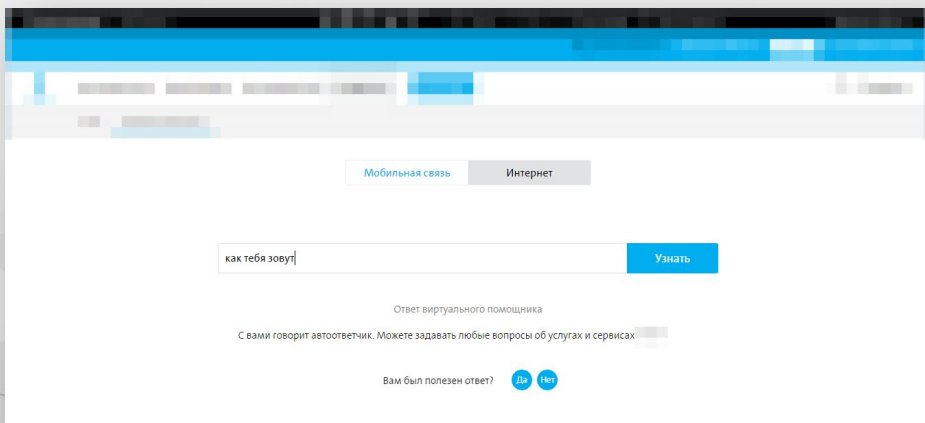 Мобильная связь Интернет
как тебя зовут Узнать
Ответ виртуального помощника
С вами говорит автоответчик. Можете задавать любые вопросы об услугах и сервисах
Вам был полезен ответ? Да Нет